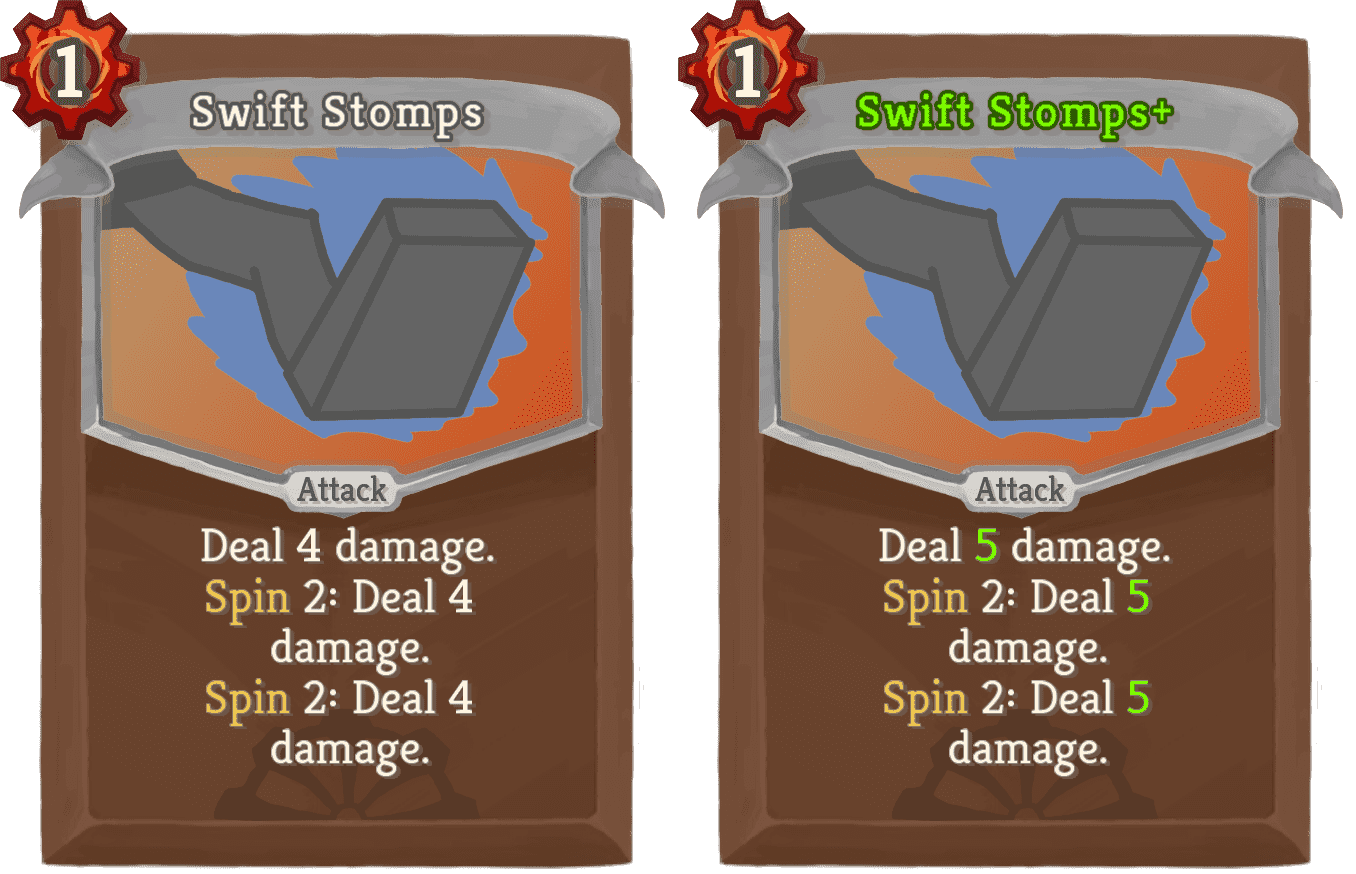 1
Swift Stomps
Attack
Deal 4 damage.
Spin 2: Deal 4
damage.
Spin 2: Deal 4
damage.
1
Swift Stomps+
Attack
Deal 5 damage.
Spin 2: Deal 5
damage.
Spin 2: Deal 5
damage.